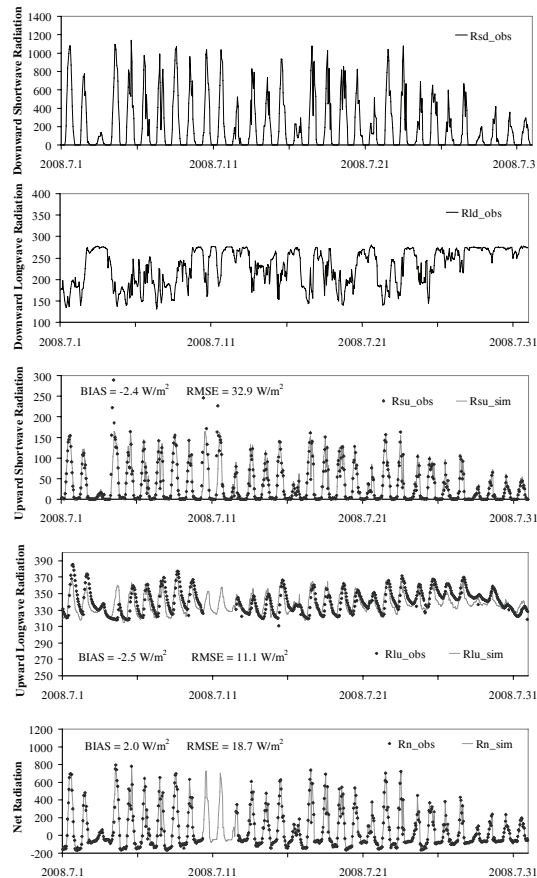 Downward Shortwave Radiation
1400
1200
1000
800
600
400
200
0
Rsd_obs
2008.7.1 2008.7.11 2008.7.21 2008.7.3
Downward Longwave Radiation
400
350
300
250
200
150
100
Rld_obs
2008.7.1 2008.7.11 2008.7.21 2008.7.31
Upward Shortwave Radiation
300
250
200
150
100
50
0
BIAS = -2.4 W/m² RMSE = 32.9 W/m²
Rsu_obs Rsu_sim
2008.7.1 2008.7.11 2008.7.21 2008.7.31
Upward Longwave Radiation
390
370
350
330
310
290
270
250
BIAS = -2.5 W/m² RMSE = 11.1 W/m²
Rlu_obs Rlu_sim
2008.7.1 2008.7.11 2008.7.21 2008.7.31
Net Radiation
1200
1000
800
600
400
200
0
-200
BIAS = 2.0 W/m² RMSE = 18.7 W/m²
Rn_obs Rn_sim
2008.7.1 2008.7.11 2008.7.21 2008.7.31